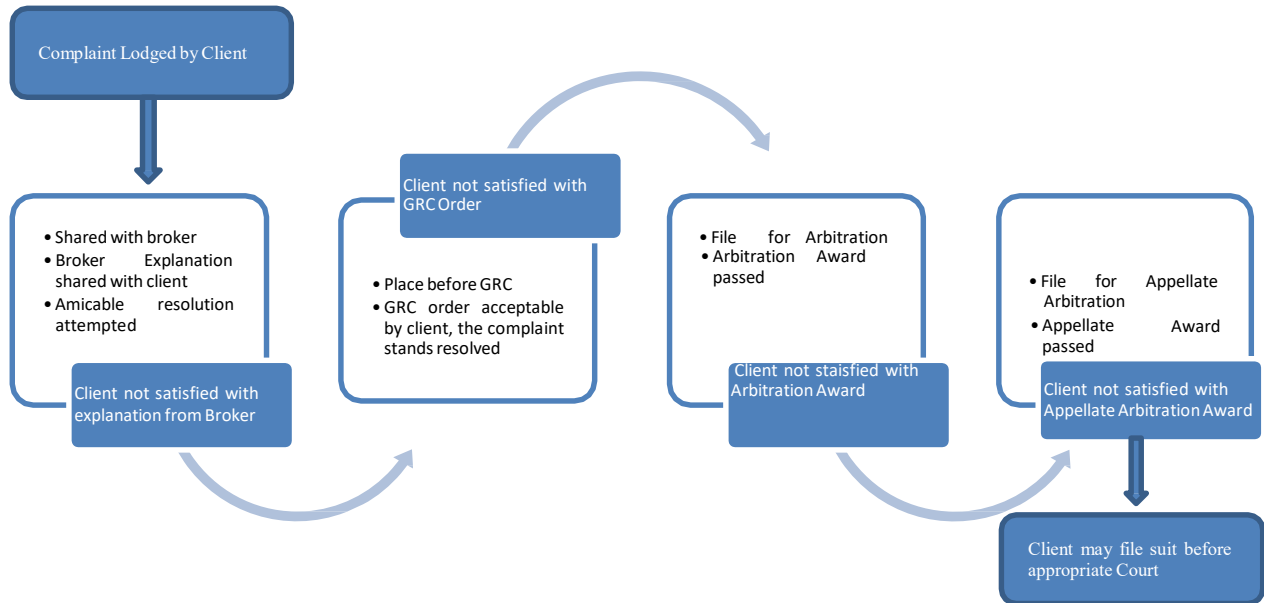 Complaint Lodged by Client
• Shared with broker
• Broker Explanation
shared with client
• Amicable resolution
attempted
Client not satisfied with
explanation from Broker
Client not satisfied with
GRC Order
• Place before GRC
• GRC order acceptable
by client, the complaint
stands resolved
• File for Arbitration
• Arbitration Award
passed
Client not staisfied with
Arbitration Award
• File for Appellate
Arbitration
• Appellate Award
passed
Client not satisfied with
Appellate Arbitration Award
Client may file suit before
appropriate Court